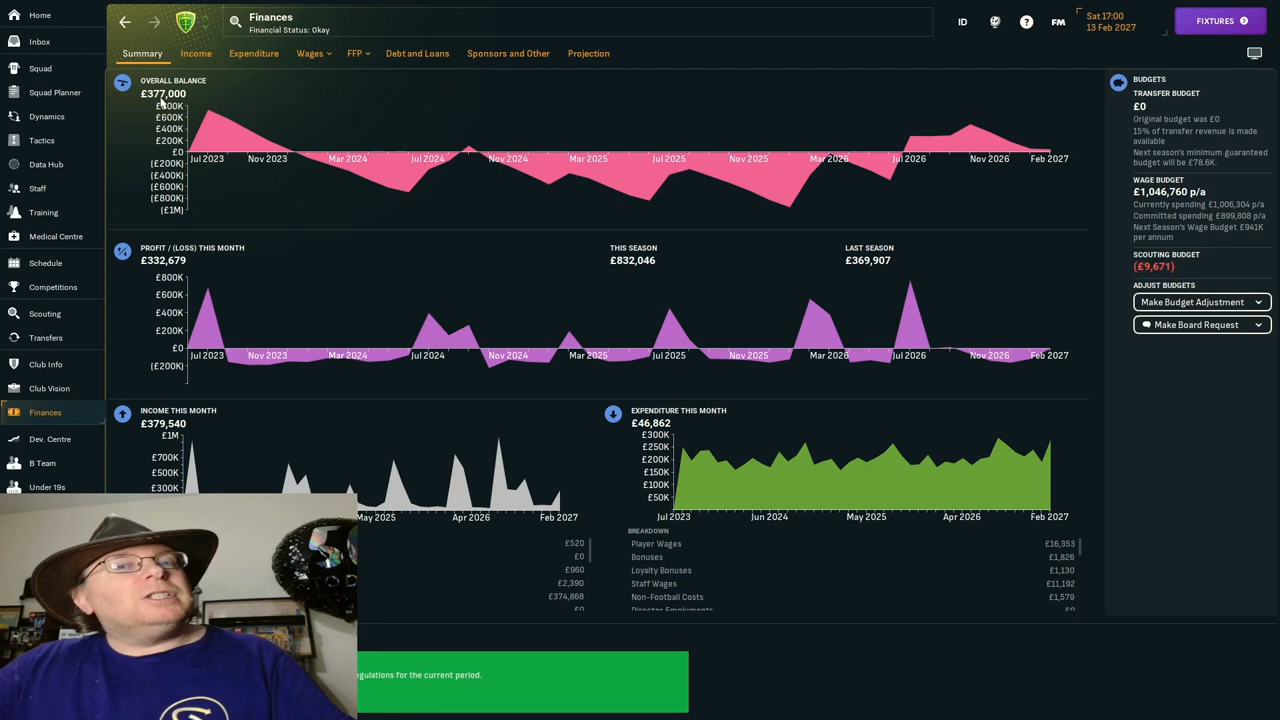 Home
Finances
Financial Status: Okay
ID
?
FM
Sat 17:00
13 Feb 2027
FIXTURES
Inbox
Squad
Squad Planner
Dynamics
Tactics
Data Hub
Staff
Training
Medical Centre
Schedule
Competitions
Scouting
Transfers
Club Info
Club Vision
Finances
Dev. Centre
B Team
Under 19s
Summary
Income
Expenditure
Wages
FFP
Debt and Loans
Sponsors and Other
Projection
OVERALL BALANCE
£377,000
£600K
£400K
£200K
£0
(£200K)
(£400K)
(£600K)
(£800K)
(£1M)
Jul 2023 Nov 2023 Mar 2024 Jul 2024 Nov 2024 Mar 2025 Jul 2025 Nov 2025 Mar 2026 Jul 2026 Nov 2026 Feb 2027
PROFIT / (LOSS) THIS MONTH
£332,679
THIS SEASON
£832,046
LAST SEASON
£369,907
£800K
£600K
£400K
£200K
£0
(£200K)
Jul 2023 Nov 2023 Mar 2024 Jul 2024 Nov 2024 Mar 2025 Jul 2025 Nov 2025 Mar 2026 Jul 2026 Nov 2026 Feb 2027
INCOME THIS MONTH
£379,540
£1M
£700K
£500K
£300K
May 2025 Apr 2026 Feb 2027
£520
£0
£960
£2,390
£374,868
£0
EXPENDITURE THIS MONTH
£46,862
£300K
£250K
£200K
£150K
£100K
£50K
Jul 2023 Jun 2024 May 2025 Apr 2026 Feb 2027
BREAKDOWN
Player Wages £16,353
Bonuses £1,826
Loyalty Bonuses £1,130
Staff Wages £11,192
Non-Football Costs £1,579
Director Emoluments £0
egulations for the current period.
BUDGETS
TRANSFER BUDGET
£0
Original budget was £0
15% of transfer revenue is made
available
Next season's minimum guaranteed
budget will be £78.6K.
WAGE BUDGET
£1,046,760 p/a
Currently spending £1,006,304 p/a
Committed spending £899,808 p/a
Next Season's Wage Budget £941K
per annum
SCOUTING BUDGET
(£9,671)
ADJUST BUDGETS
Make Budget Adjustment
Make Board Request